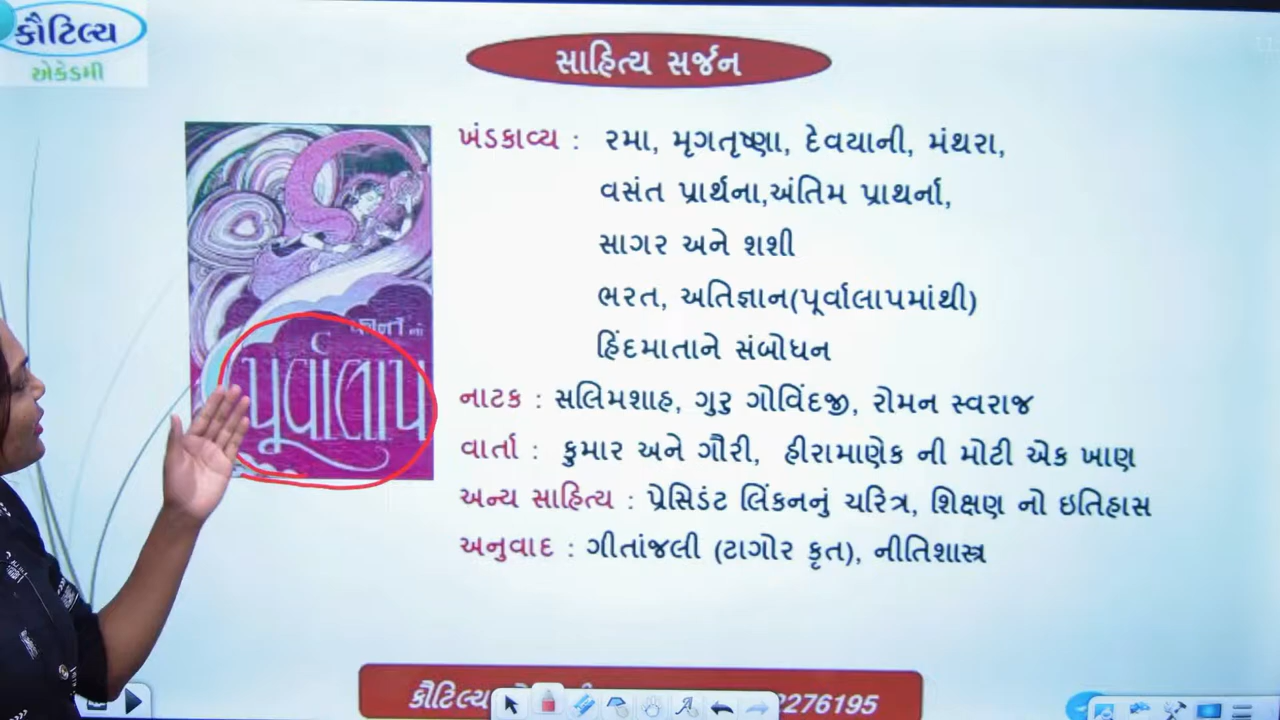 કૌટિલ્ય
એકેડમી
સાહિત્ય સર્જન
ખંડકાવ્ય : રમા, મૃગતૃષ્ણા, દેવયાની, મંથરા,
વસંત પ્રાર્થના,અંતિમ પ્રાથર્ના,
સાગર અને શશી
ભરત, અતિજ્ઞાન(પૂર્વાલાપમાંથી)
હિંદમાતાને સંબોધન
કાન્તનાં
પૂર્વાલાપ
નાટક : સલિમશાહ, ગુરુ ગોવિંદજી, રોમન સ્વરાજ
વાર્તા : કુમાર અને ગૌરી, હીરામાણેક ની મોટી એક ખાણ
અન્ય સાહિત્ય : પ્રેસિડંટ લિંકનનું ચરિત્ર, શિક્ષણ નો ઇતિહાસ
અનુવાદ : ગીતાંજલી (ટાગોર કૃત), નીતિશાસ્ત્ર
2276195